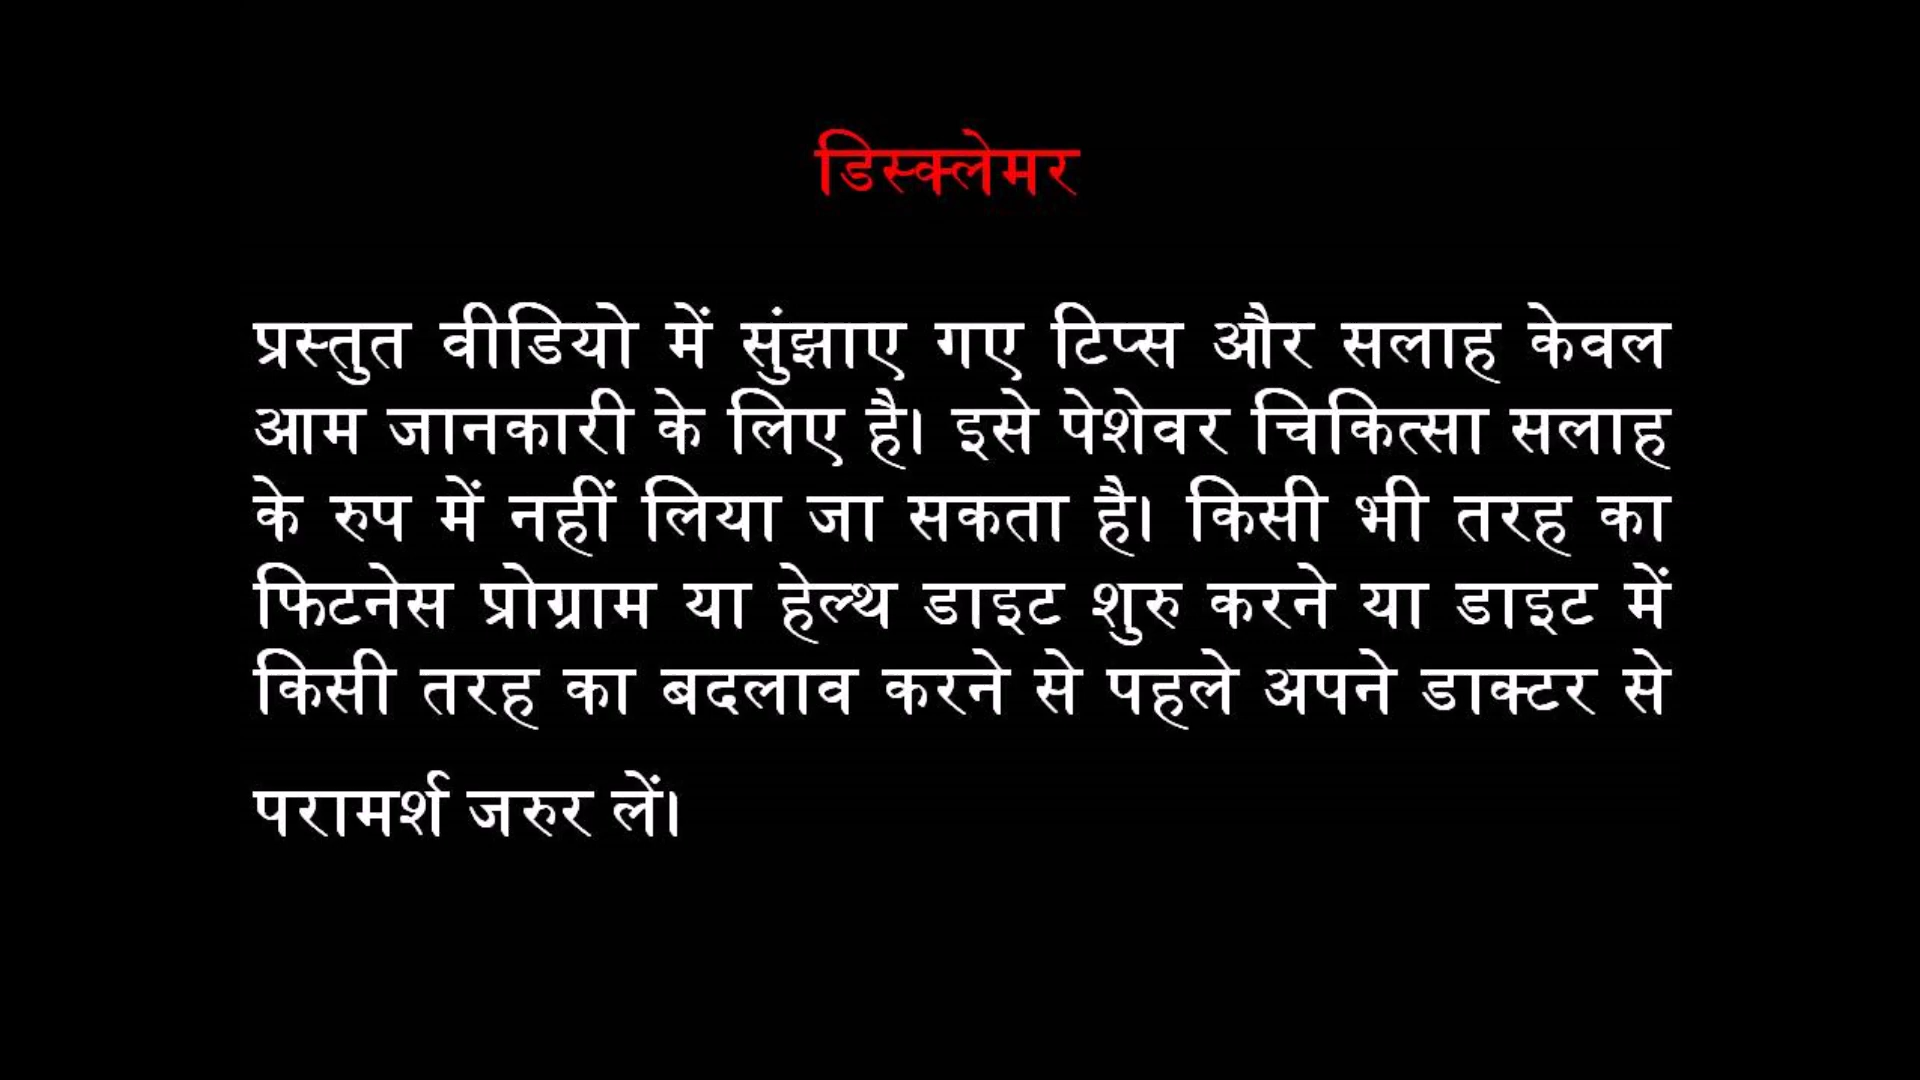 डिस्क्लेमर
प्रस्तुत वीडियो में सुंझाए गए टिप्स और सलाह केवल
आम जानकारी के लिए है। इसे पेशेवर चिकित्सा सलाह
के रुप में नहीं लिया जा सकता है। किसी भी तरह का
फिटनेस प्रोग्राम या हेल्थ डाइट शुरु करने या डाइट में
किसी तरह का बदलाव करने से पहले अपने डाक्टर से
परामर्श जरुर लें।